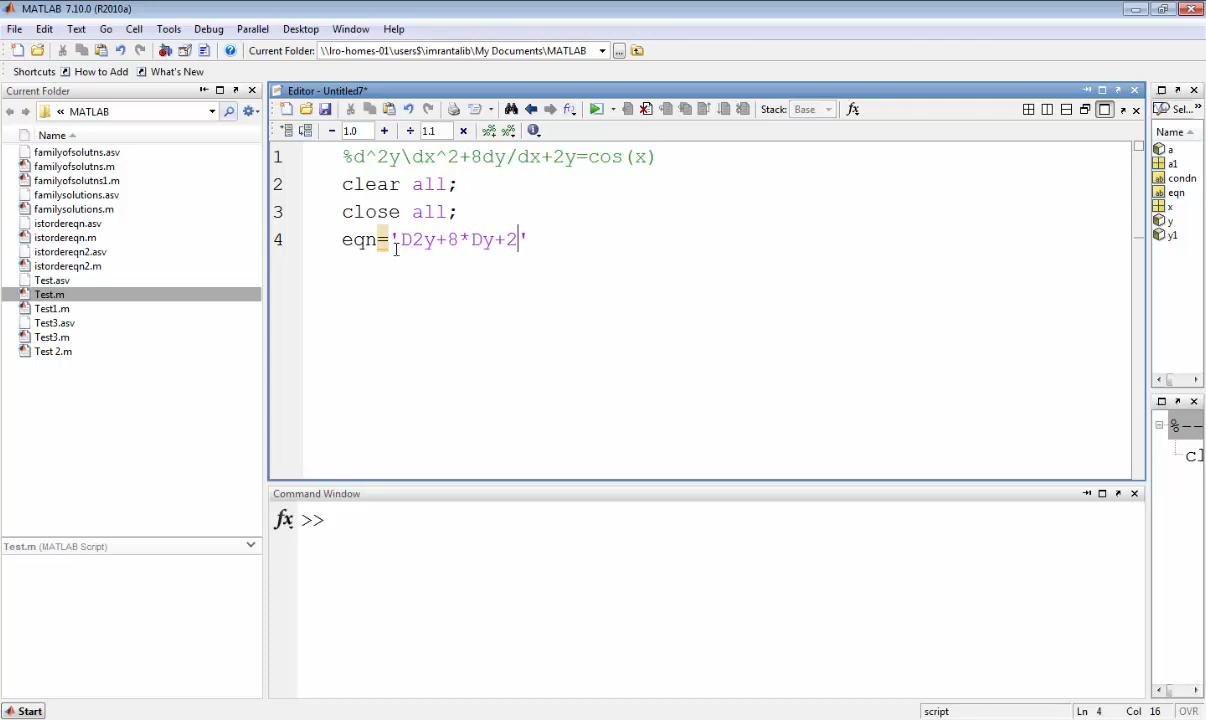 MATLAB 7.10.0 (R2010a)
File Edit Text Go Cell Tools Debug Parallel Desktop Window Help
Current Folder: \\lro-homes-01\users$\imrantalib\My Documents\MATLAB
Shortcuts How to Add What's New
Current Folder
« MATLAB
Name
familyofsolutns.asv
familyofsolutns.m
familyofsolutns1.m
familysolutions.asv
familysolutions.m
istordereqn.asv
istordereqn.m
istordereqn2.asv
istordereqn2.m
Test.asv
Test.m
Test1.m
Test3.asv
Test3.m
Test 2.m
Test.m (MATLAB Script)
Editor - Untitled7*
Stack: Base fx
1.0 1.1
1 %d^2y\dx^2+8dy/dx+2y=cos(x)
2 clear all;
3 close all;
4 eqn='D2y+8*Dy+2'
Command Window
fx >>
Sel... »
Name
a
a1
condn
eqn
x
y
y1
%--
cl
Start
script Ln 4 Col 16 OVR